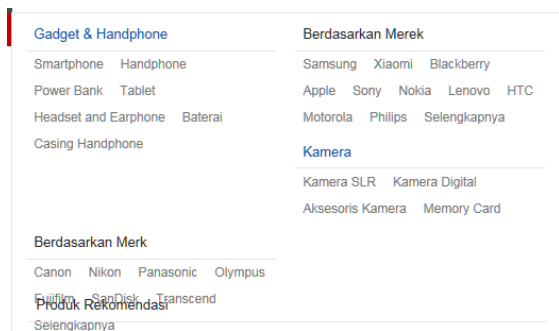 Gadget & Handphone
Smartphone Handphone
Power Bank Tablet
Headset and Earphone Baterai
Casing Handphone
Berdasarkan Merek
Samsung Xiaomi Blackberry
Apple Sony Nokia Lenovo HTC
Motorola Philips Selengkapnya
Kamera
Kamera SLR Kamera Digital
Aksesoris Kamera Memory Card
Berdasarkan Merk
Canon Nikon Panasonic Olympus
Fujifilm SanDisk Transcend
Produk Rekomendasi
Selengkapnya